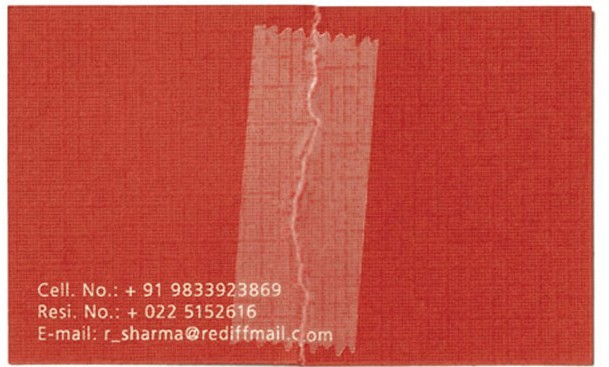 Cell. No.: + 91 9833923869
Resi. No.: + 022 5152616
E-mail: r_sharma@rediffmail.com